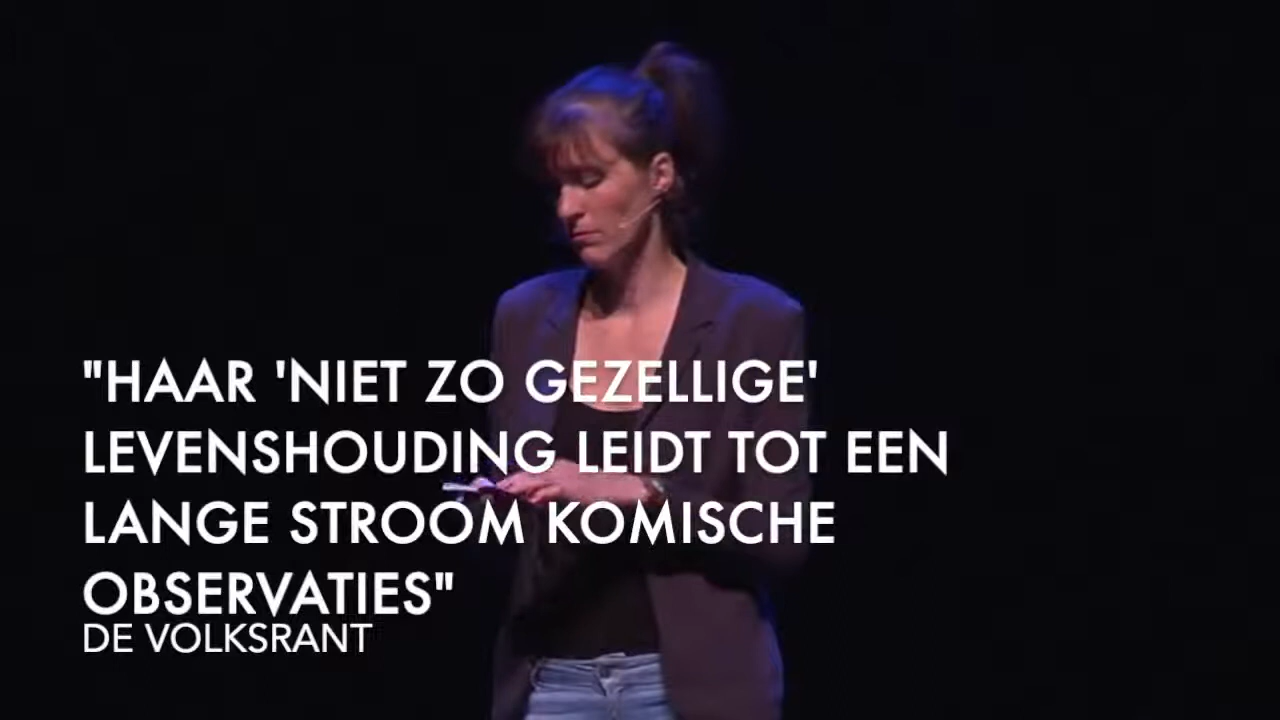 "HAAR 'NIET ZO GEZELLIGE'
LEVENSHOUDING LEIDT TOT EEN
LANGE STROOM KOMISCHE
OBSERVATIES"
DE VOLKSRANT